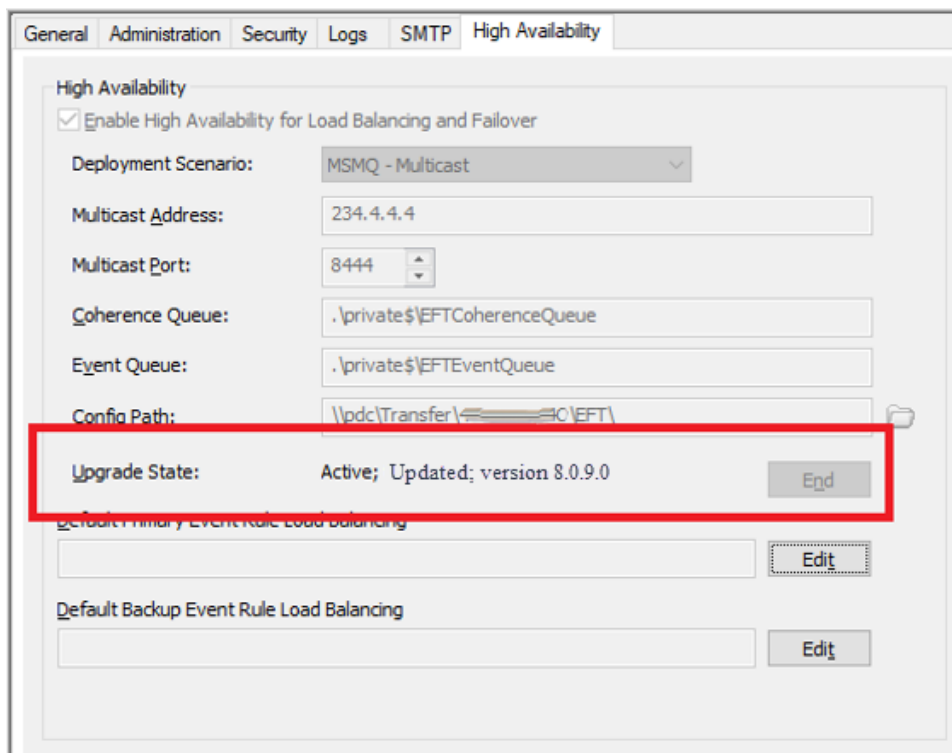 General Administration Security Logs SMTP High Availability
High Availability
Enable High Availability for Load Balancing and Failover
Deployment Scenario: MSMQ - Multicast
Multicast Address: 234.4.4.4
Multicast Port: 8444
Coherence Queue: .\private$\EFTCoherenceQueue
Event Queue: .\private$\EFTEventQueue
Config Path: \\pdc\Transfer\ \EFT\
Upgrade State: Active; Updated; version 8.0.9.0 End
Default Primary Event Rule Load Balancing
Edit
Default Backup Event Rule Load Balancing
Edit